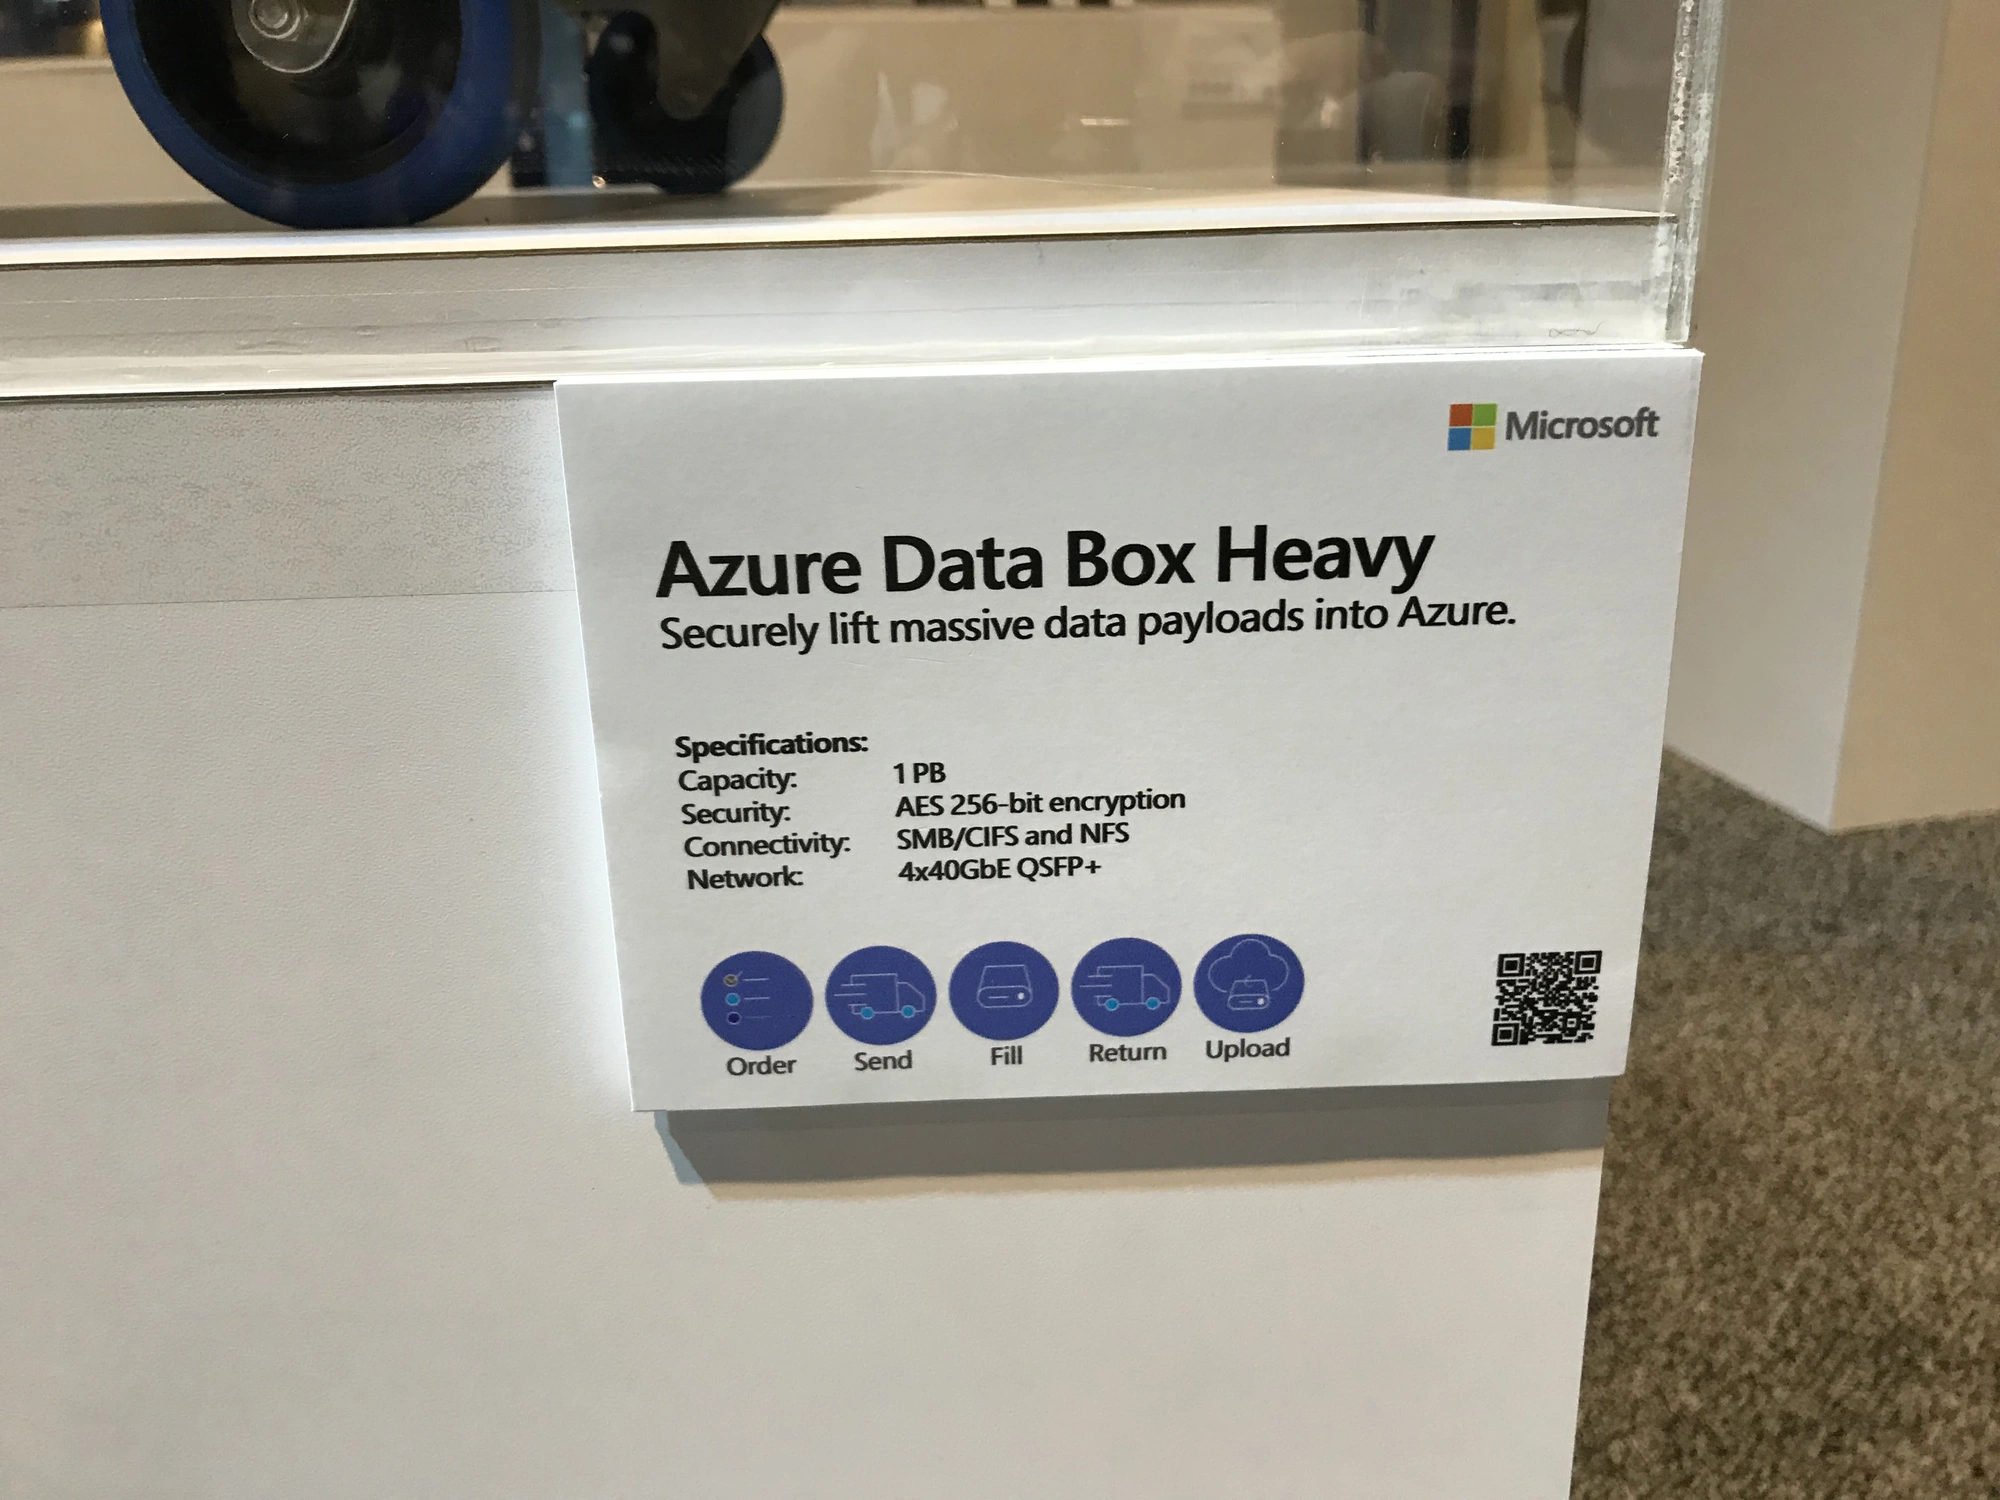 Microsoft
Azure Data Box Heavy
Securely lift massive data payloads into Azure.
Specifications:
Capacity: 1 PB
Security: AES 256-bit encryption
Connectivity: SMB/CIFS and NFS
Network: 4x40GbE QSFP+
Order Send Fill Return Upload